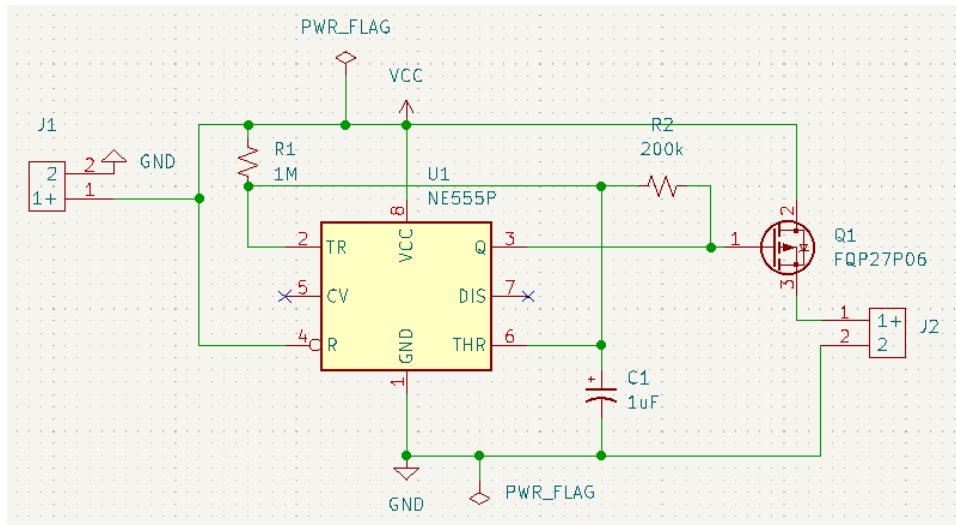 PWR_FLAG
VCC
J1
R2
200k
2 2 GND
1+ 1
R1
1M
U1
NE555P
8
2 TR VCC Q 3
1
2
Q1
FQP27P06
3
5 CV DIS 7
4 R GND THR 6
1
1 1+
2 2
J2
C1
1uF
+
GND
PWR_FLAG